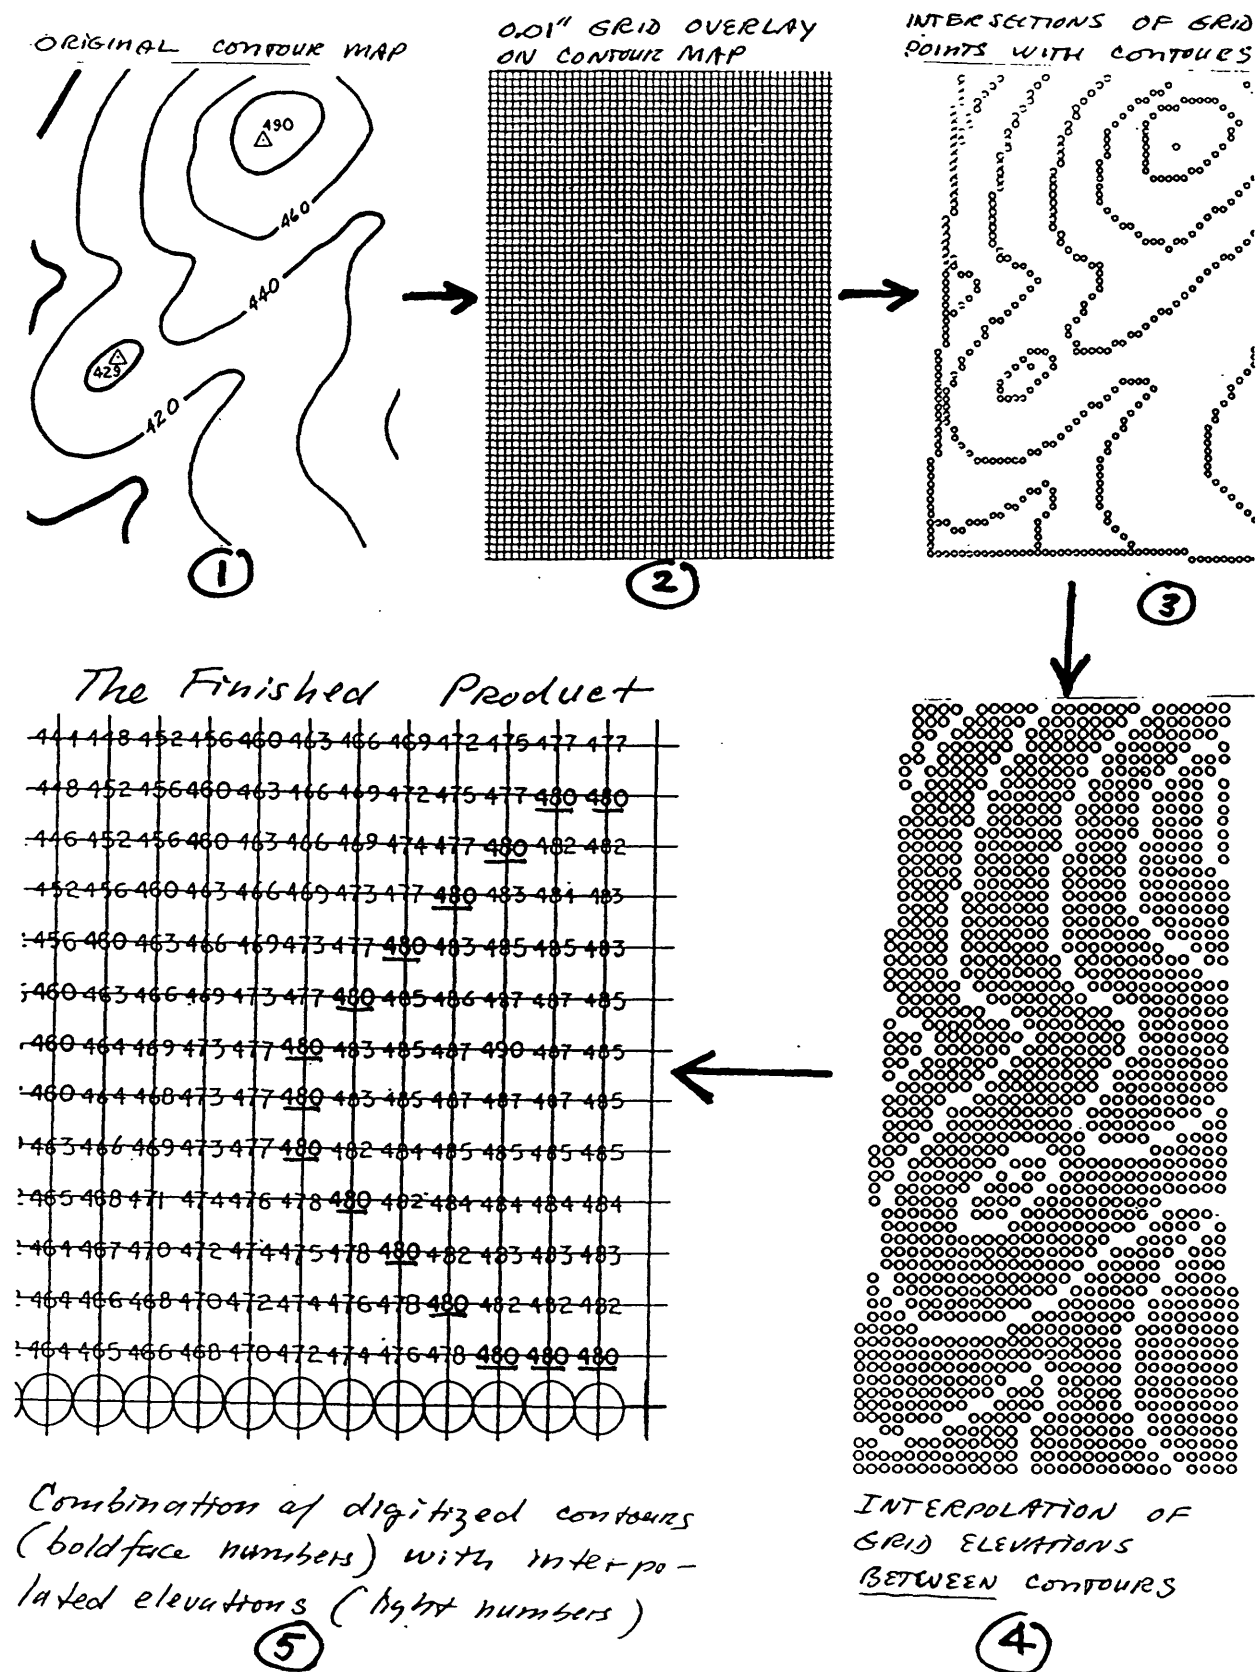 ORIGINAL CONTOUR MAP
490
460
440
429
420
1
0.01" GRID OVERLAY
ON CONTOUR MAP
2
INTERSECTIONS OF GRID
POINTS WITH CONTOURS
3
The Finished Product
444 448 452 456 460 463 466 469 472 475 477 477
448 452 456 460 463 466 469 472 475 477 480 480
446 452 456 460 463 466 469 474 477 480 482 482
452 456 460 463 466 469 473 477 480 483 484 483
456 460 463 466 469 473 477 480 483 485 485 483
460 463 466 469 473 477 480 485 486 487 487 485
460 464 469 473 477 480 483 485 487 490 487 485
460 464 468 473 477 480 483 485 487 487 487 485
463 466 469 473 477 480 482 484 485 485 485 485
465 468 471 474 476 478 480 482 484 484 484 484
464 467 470 472 474 475 478 480 482 483 483 483
464 466 468 470 472 474 476 478 480 482 482 482
464 465 466 468 470 472 474 476 478 480 480 480
Combination of digitized contours
(boldface numbers) with interpo-
lated elevations (light numbers)
5
INTERPOLATION OF
GRID ELEVATIONS
BETWEEN CONTOURS
4